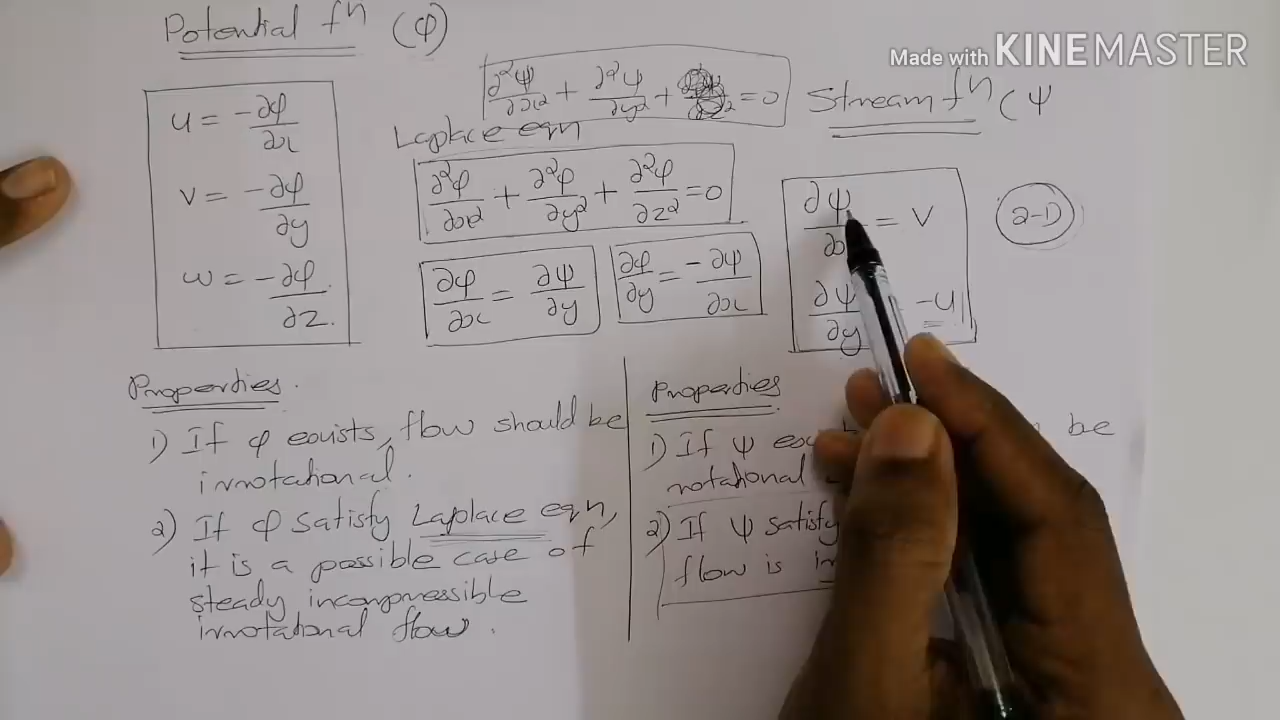 Potential fⁿ (φ)
Made with KINEMASTER
∂²ψ/∂x² + ∂²ψ/∂y² + = 0
Stream fⁿ (ψ
u = -∂φ/∂x
Laplace eqn
v = -∂φ/∂y
∂²φ/∂x² + ∂²φ/∂y² + ∂²φ/∂z² = 0
∂ψ/∂x = v
2-D
w = -∂φ/∂z.
∂φ/∂x = ∂ψ/∂y
∂φ/∂y = -∂ψ/∂x
∂ψ/∂y -u
Properties.
1) If φ exists, flow should be
irrotational.
2) If φ satisfy Laplace eqn,
it is a possible case of
steady incompressible
irrotational flow.
Properties
1) If ψ be
rotational
2) If ψ satisfy
flow is